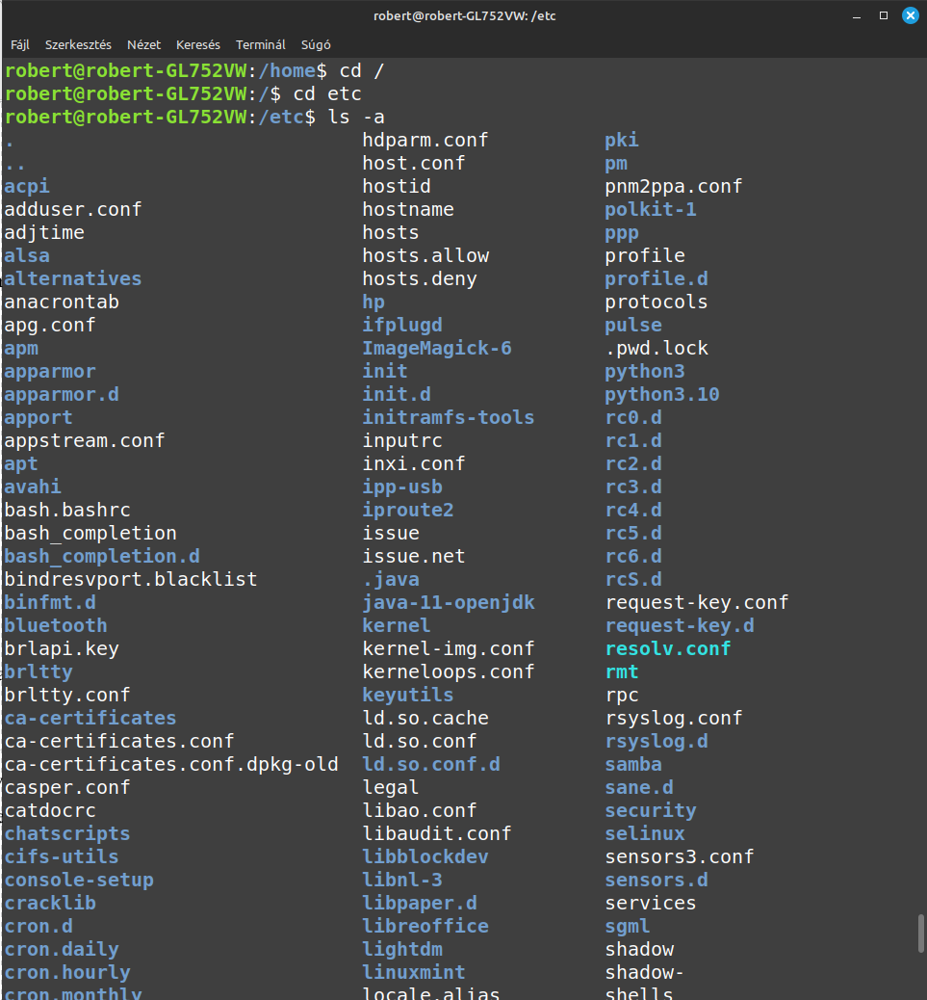 robert@robert-GL752VW: /etc
Fájl Szerkesztés Nézet Keresés Terminál Súgó
robert@robert-GL752VW:/home$ cd /
robert@robert-GL752VW:/$ cd etc
robert@robert-GL752VW:/etc$ ls -a
. hdparm.conf pki
.. host.conf pm
acpi hostid pnm2ppa.conf
adduser.conf hostname polkit-1
adjtime hosts ppp
alsa hosts.allow profile
alternatives hosts.deny profile.d
anacrontab hp protocols
apg.conf ifplugd pulse
apm ImageMagick-6 .pwd.lock
apparmor init python3
apparmor.d init.d python3.10
apport initramfs-tools rc0.d
appstream.conf inputrc rc1.d
apt inxi.conf rc2.d
avahi ipp-usb rc3.d
bash.bashrc iproute2 rc4.d
bash_completion issue rc5.d
bash_completion.d issue.net rc6.d
bindresvport.blacklist .java rcS.d
binfmt.d java-11-openjdk request-key.conf
bluetooth kernel request-key.d
brlapi.key kernel-img.conf resolv.conf
brltty kerneloops.conf rmt
brltty.conf keyutils rpc
ca-certificates ld.so.cache rsyslog.conf
ca-certificates.conf ld.so.conf rsyslog.d
ca-certificates.conf.dpkg-old ld.so.conf.d samba
casper.conf legal sane.d
catdocrc libao.conf security
chatscripts libaudit.conf selinux
cifs-utils libblockdev sensors3.conf
console-setup libnl-3 sensors.d
cracklib libpaper.d services
cron.d libreoffice sgml
cron.daily lightdm shadow
cron.hourly linuxmint shadow-
cron.monthly locale.alias shells